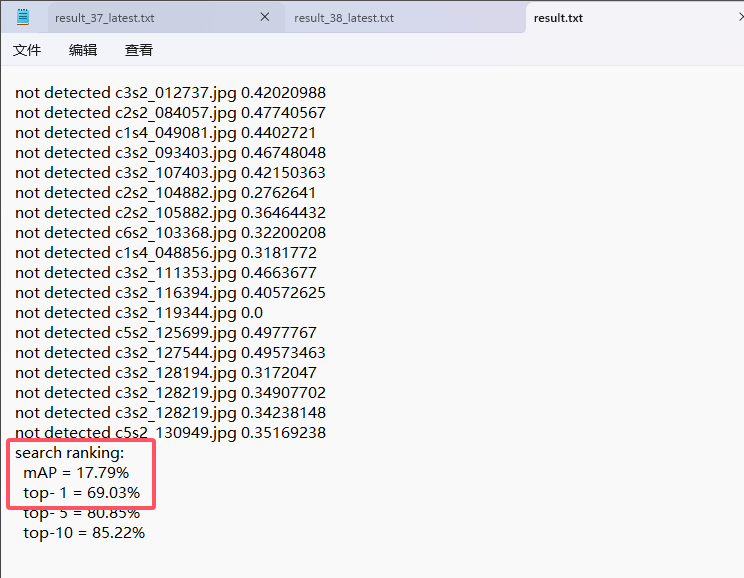 result_37_latest.txt
result_38_latest.txt
result.txt
文件
编辑
查看
not detected c3s2_012737.jpg 0.42020988
not detected c2s2_084057.jpg 0.47740567
not detected c1s4_049081.jpg 0.4402721
not detected c3s2_093403.jpg 0.46748048
not detected c3s2_107403.jpg 0.42150363
not detected c2s2_104882.jpg 0.2762641
not detected c2s2_105882.jpg 0.36464432
not detected c6s2_103368.jpg 0.32200208
not detected c1s4_048856.jpg 0.3181772
not detected c3s2_111353.jpg 0.4663677
not detected c3s2_116394.jpg 0.40572625
not detected c3s2_119344.jpg 0.0
not detected c5s2_125699.jpg 0.4977767
not detected c3s2_127544.jpg 0.49573463
not detected c3s2_128194.jpg 0.3172047
not detected c3s2_128219.jpg 0.34907702
not detected c3s2_128219.jpg 0.34238148
not detected c5s2_130949.jpg 0.35169238
search ranking:
mAP = 17.79%
top- 1 = 69.03%
top- 5 = 80.85%
top-10 = 85.22%